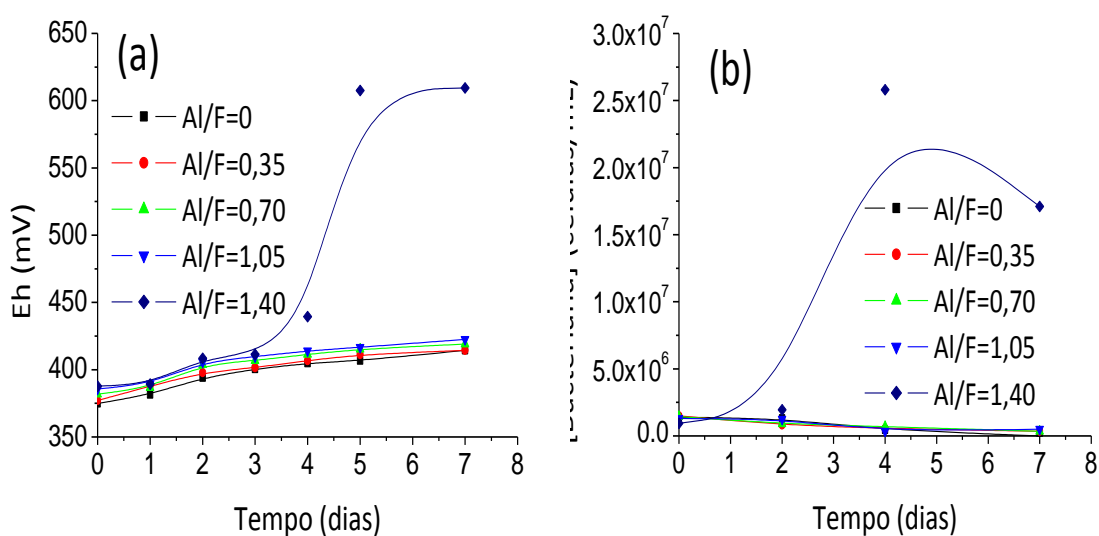 (a)
650
600
550
500
450
400
350
Eh (mV)
Al/F=0
Al/F=0,35
Al/F=0,70
Al/F=1,05
Al/F=1,40
0 1 2 3 4 5 6 7 8
Tempo (dias)
(b)
3.0x10⁷
2.5x10⁷
2.0x10⁷
1.5x10⁷
1.0x10⁷
5.0x10⁶
0.0
Al/F=0
Al/F=0,35
Al/F=0,70
Al/F=1,05
Al/F=1,40
0 1 2 3 4 5 6 7 8
Tempo (dias)